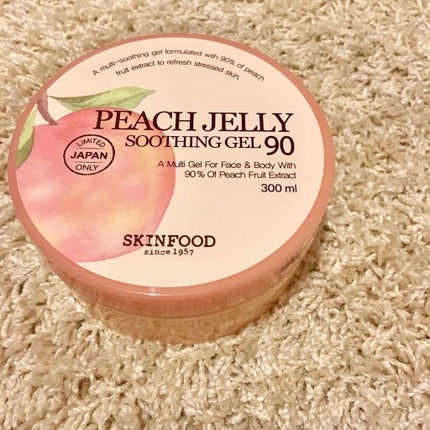 A multi-soothing gel formulated with 90% of peach
fruit extract to refresh stressed skin.
PEACH JELLY
SOOTHING GEL 90
LIMITED
JAPAN
ONLY
A Multi Gel For Face & Body With
90% Of Peach Fruit Extract
300 ml
SKINFOOD
since 1957